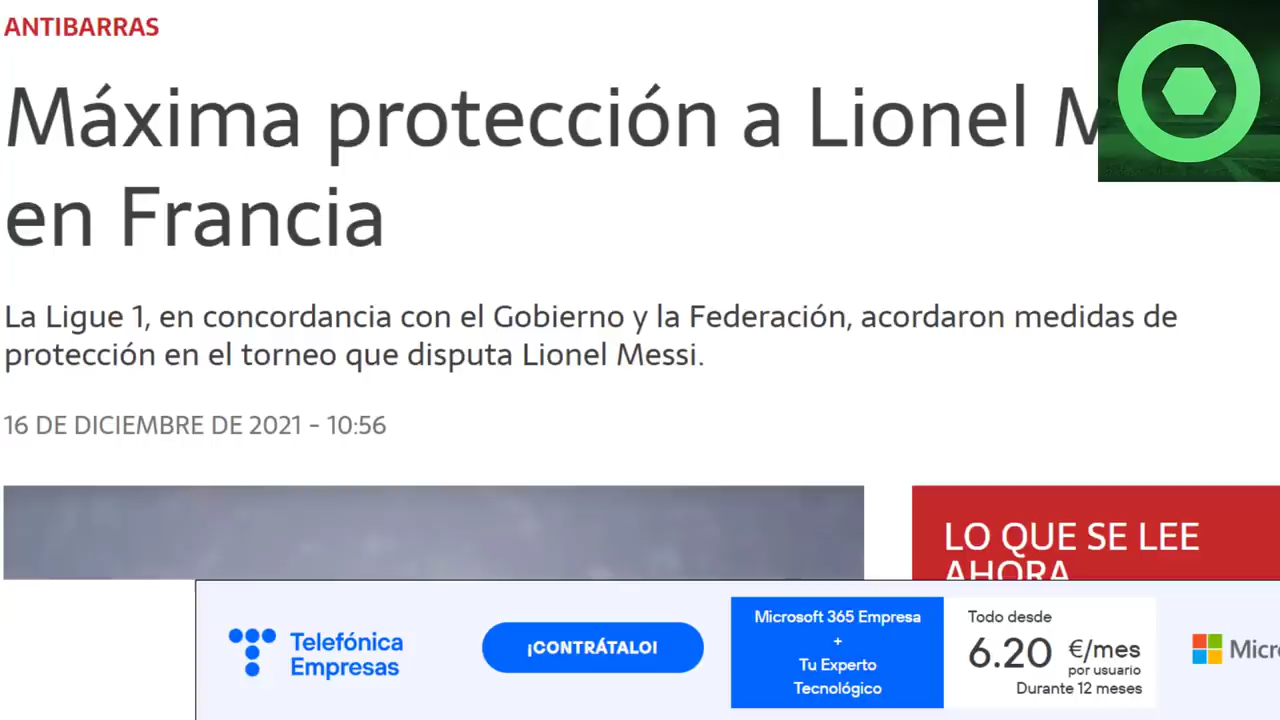 ANTIBARRAS
Máxima protección a Lionel
en Francia
La Ligue 1, en concordancia con el Gobierno y la Federación, acordaron medidas de
protección en el torneo que disputa Lionel Messi.
16 DE DICIEMBRE DE 2021 - 10:56
LO QUE SE LEE
AHORA
Telefónica
Empresas
¡CONTRÁTALO!
Microsoft 365 Empresa
+
Tu Experto
Tecnológico
Todo desde
6.20 €/mes
por usuario
Durante 12 meses